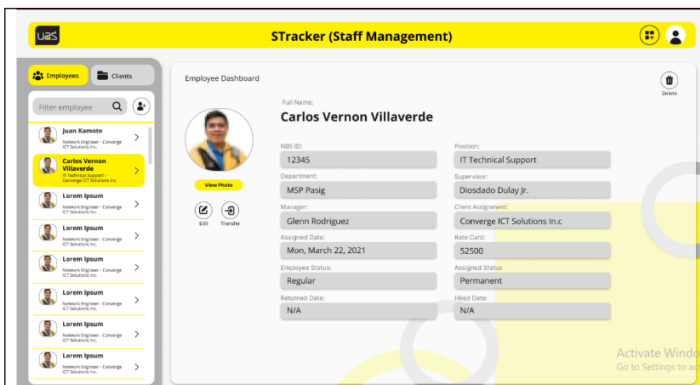 uas
STracker (Staff Management)
Employees
Clients
Filter employee
Juan Kamote
Network Engineer - Converge
ICT Solutions Inc.
Carlos Vernon
Villaverde
IT Technical Support -
Converge ICT Solutions Inc.
Lorem Ipsum
Network Engineer - Converge
ICT Solutions Inc.
Lorem Ipsum
Network Engineer - Converge
ICT Solutions Inc.
Lorem Ipsum
Network Engineer - Converge
ICT Solutions Inc.
Lorem Ipsum
Network Engineer - Converge
ICT Solutions Inc.
Lorem Ipsum
Network Engineer - Converge
ICT Solutions Inc.
Lorem Ipsum
Network Engineer - Converge
ICT Solutions Inc.
Employee Dashboard
Delete
View Photo
Edit
Transfer
Full Name:
Carlos Vernon Villaverde
NBS ID:
12345
Position:
IT Technical Support
Department:
MSP Pasig
Supervisor:
Diosdado Dulay Jr.
Manager:
Glenn Rodriguez
Client Assignment:
Converge ICT Solutions In.c
Assigned Date:
Mon, March 22, 2021
Rate Card:
52500
Employee Status:
Regular
Assigned Status
Permanent
Returned Date:
N/A
Hired Date:
N/A
Activate Windo
Go to Settings to a